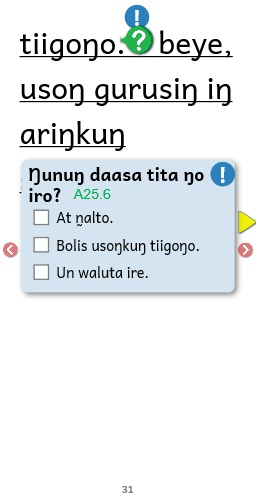 tiigoŋo. beye,
usoŋ gurusiŋ iŋ
ariŋkuŋ
Ŋunuŋ daasa tita ŋo
iro? A25.6
At n̰alto.
Bolis usoŋkuŋ tiigoŋo.
Un waluta ire.
31